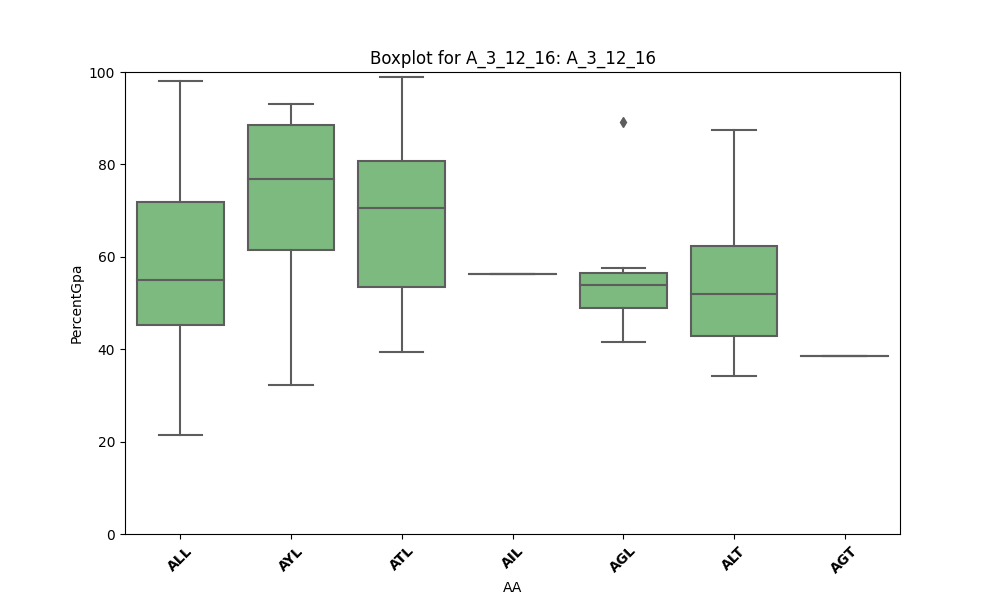 Boxplot for A_3_12_16: A_3_12_16
PercentGpa
100
80
60
40
20
0
ALL
AYL
ATL
AIL
AGL
ALT
AGT
AA